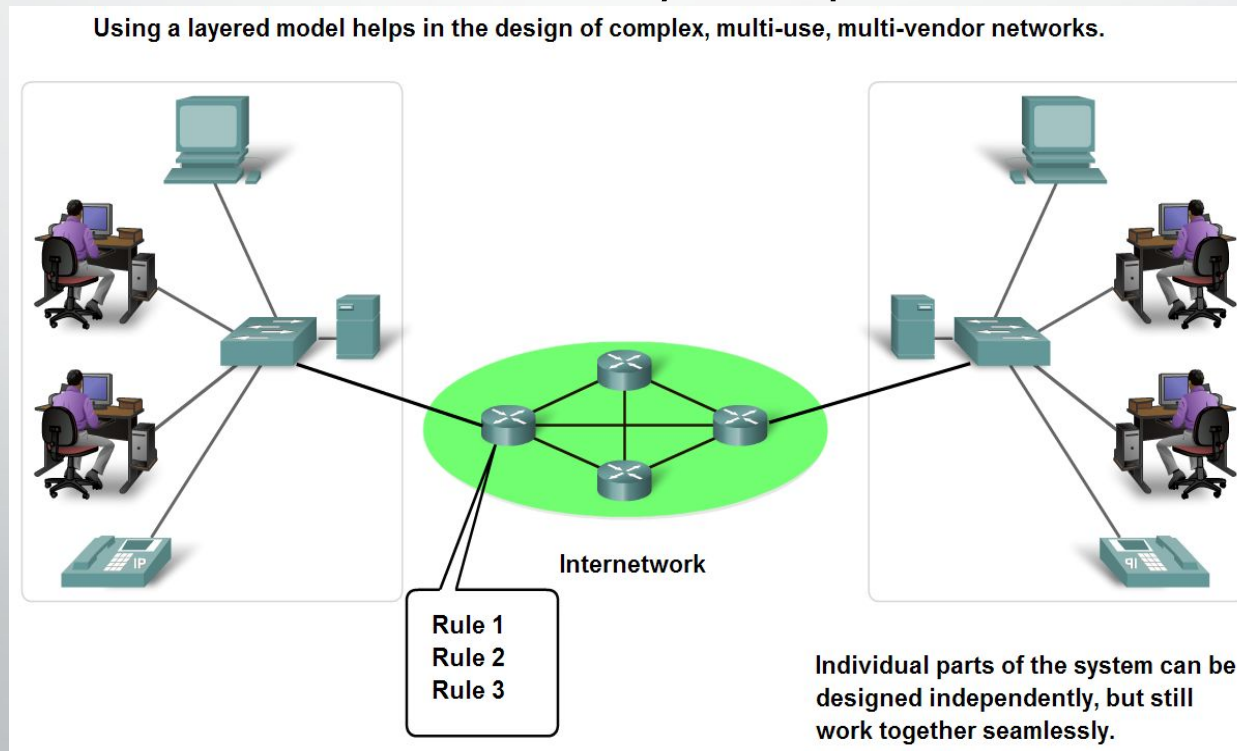 Using a layered model helps in the design of complex, multi-use, multi-vendor networks.
IP
IP
Internetwork
Rule 1
Rule 2
Rule 3
Individual parts of the system can be
designed independently, but still
work together seamlessly.